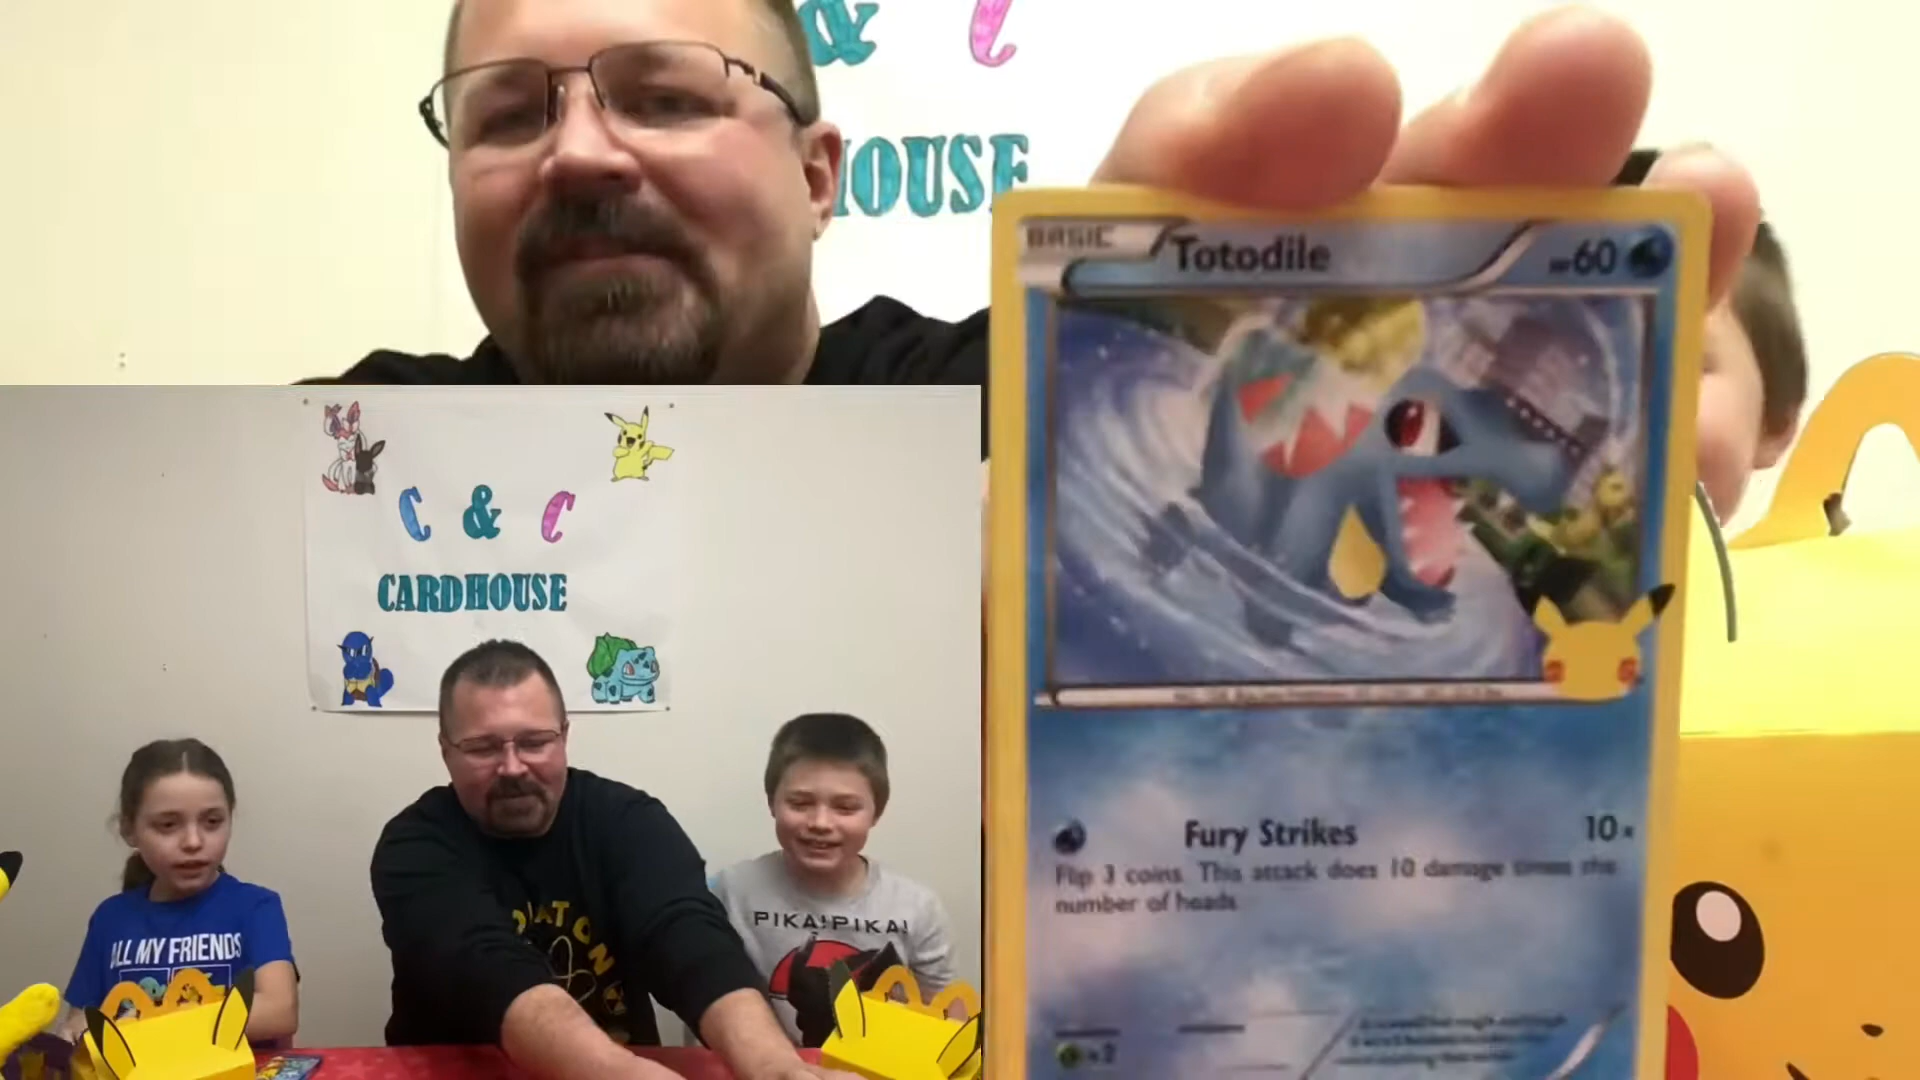 & C
HOUSE
BASIC Totodile HP60
Fury Strikes 10×
Flip 3 coins. This attack does 10 damage times the
number of heads.
×2
C & C
CARDHOUSE
ALL MY FRIENDS
PIKA!PIKA!